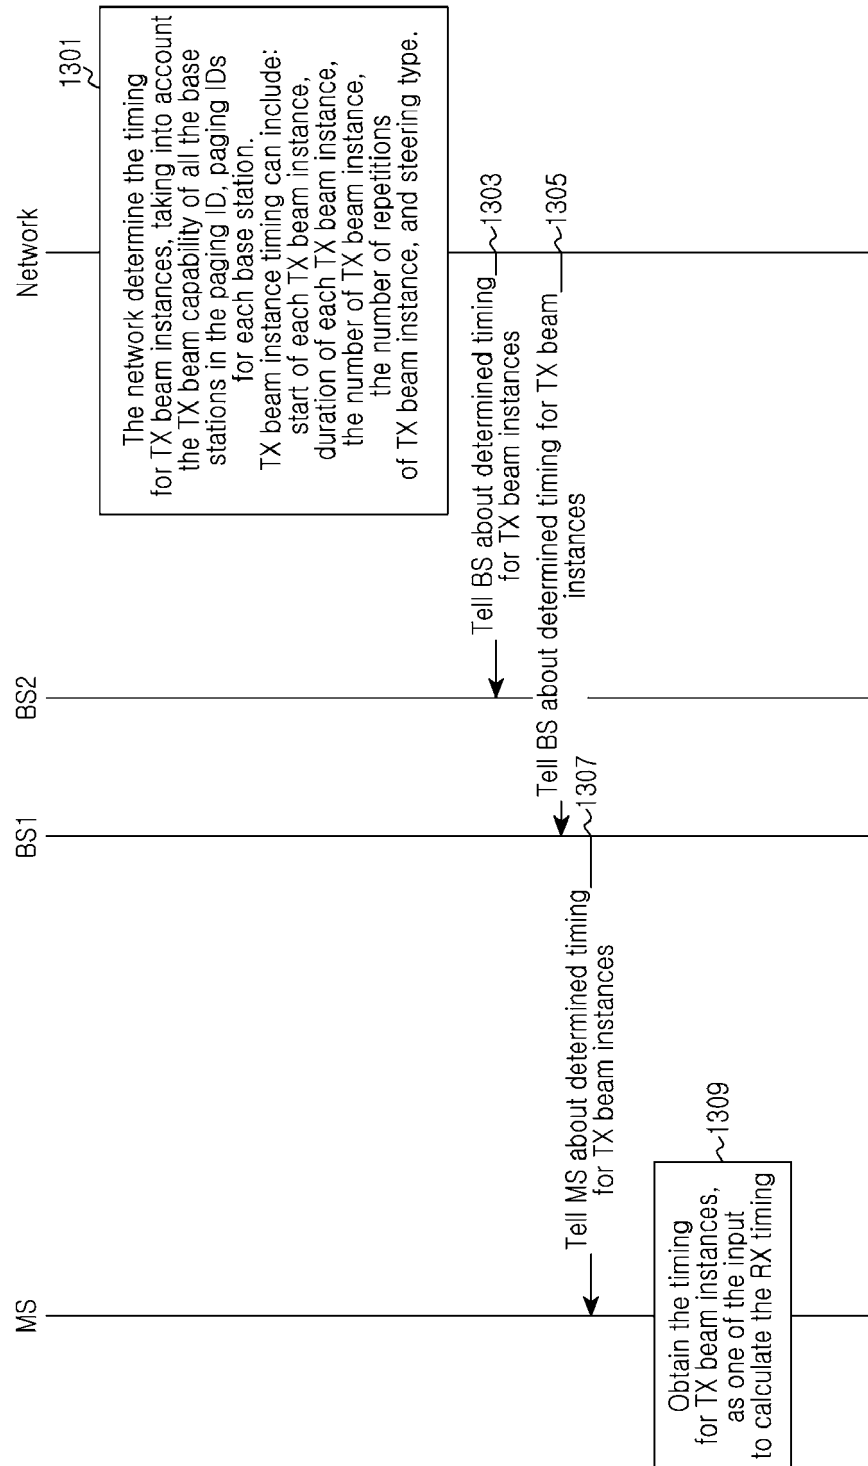 MS
BS1
BS2
Network
1301
The network determine the timing
for TX beam instances, taking into account
the TX beam capability of all the base
stations in the paging ID, paging IDs
for each base station.
TX beam instance timing can include:
start of each TX beam instance,
duration of each TX beam instance,
the number of TX beam instance,
the number of repetitions
of TX beam instance, and steering type.
Tell BS about determined timing
for TX beam instances
1303
Tell BS about determined timing for TX beam
instances
1305
Tell MS about determined timing
for TX beam instances
1307
Obtain the timing
for TX beam instances,
as one of the input
to calculate the RX timing
1309